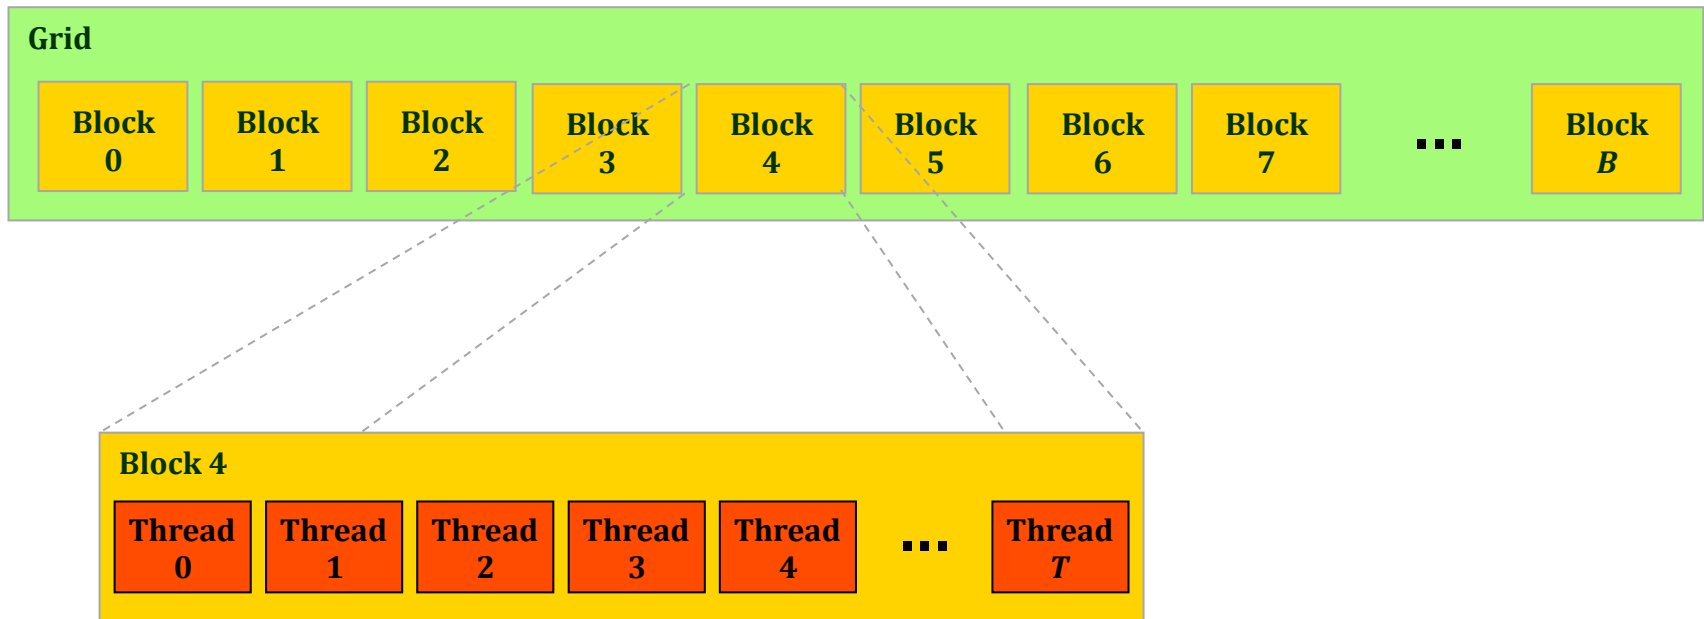 Grid
Block
0
Block
1
Block
2
Block
3
Block
4
Block
5
Block
6
Block
7
...
Block
B
Block 4
Thread
0
Thread
1
Thread
2
Thread
3
Thread
4
...
Thread
T